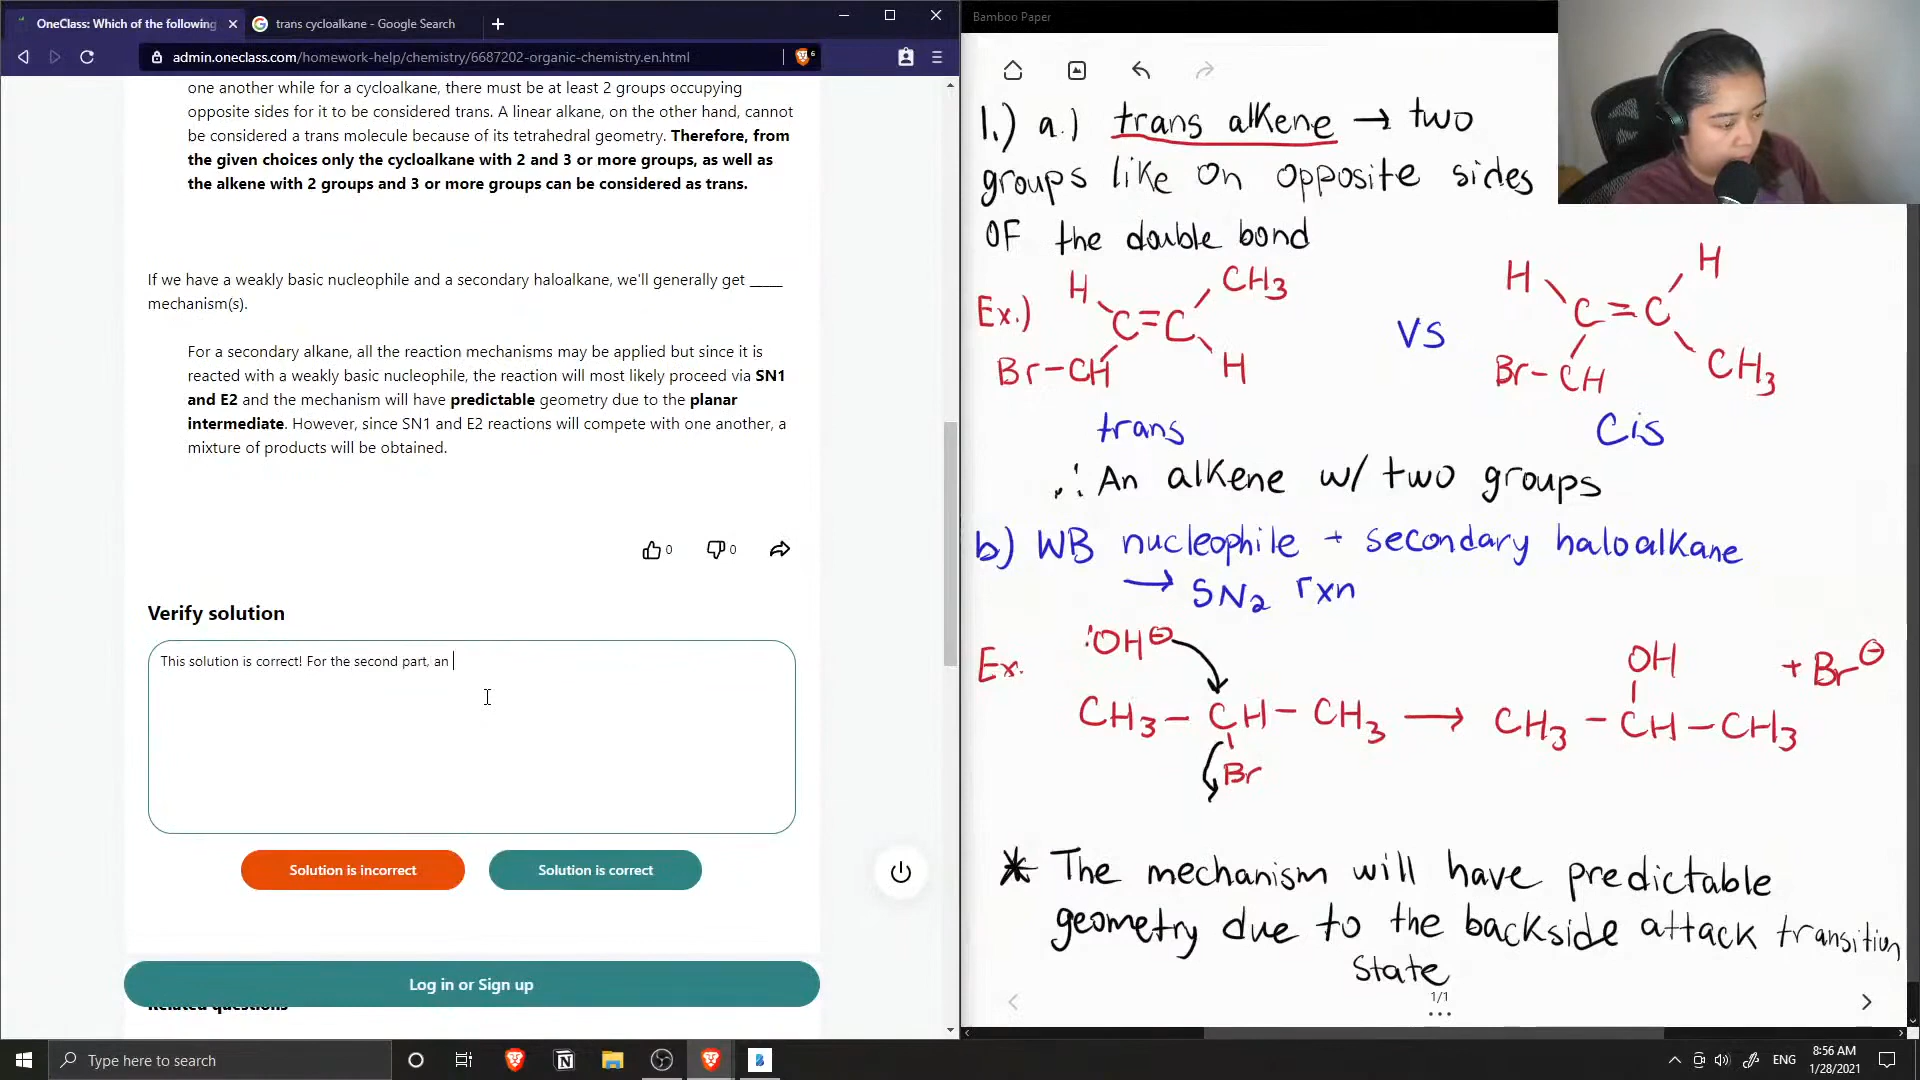 OneClass: Which of the following
trans cycloalkane - Google Search
admin.oneclass.com/homework-help/chemistry/6687202-organic-chemistry.en.html
6
one another while for a cycloalkane, there must be at least 2 groups occupying
opposite sides for it to be considered trans. A linear alkane, on the other hand, cannot
be considered a trans molecule because of its tetrahedral geometry. Therefore, from
the given choices only the cycloalkane with 2 and 3 or more groups, as well as
the alkene with 2 groups and 3 or more groups can be considered as trans.
If we have a weakly basic nucleophile and a secondary haloalkane, we'll generally get _____
mechanism(s).
For a secondary alkane, all the reaction mechanisms may be applied but since it is
reacted with a weakly basic nucleophile, the reaction will most likely proceed via SN1
and E2 and the mechanism will have predictable geometry due to the planar
intermediate. However, since SN1 and E2 reactions will compete with one another, a
mixture of products will be obtained.
0
0
Verify solution
This solution is correct! For the second part, an
Solution is incorrect
Solution is correct
Log in or Sign up
Related questions
Bamboo Paper
1.) a.) trans alkene → two
groups like on opposite sides
OF the double bond
Ex.)
H CH3
C=C
Br-CH H
trans
VS
H H
C=C
Br-CH CH3
Cis
∴ An alkene w/ two groups
b) WB nucleophile + secondary haloalkane
→ SN2 rxn
Ex.
:OH⊖
CH3-CH-CH3 →
Br
OH
CH3-CH-CH3
+ Br⊖
* The mechanism will have predictable
geometry due to the backside attack transition
state
1/1
Type here to search
ENG
8:56 AM
1/28/2021